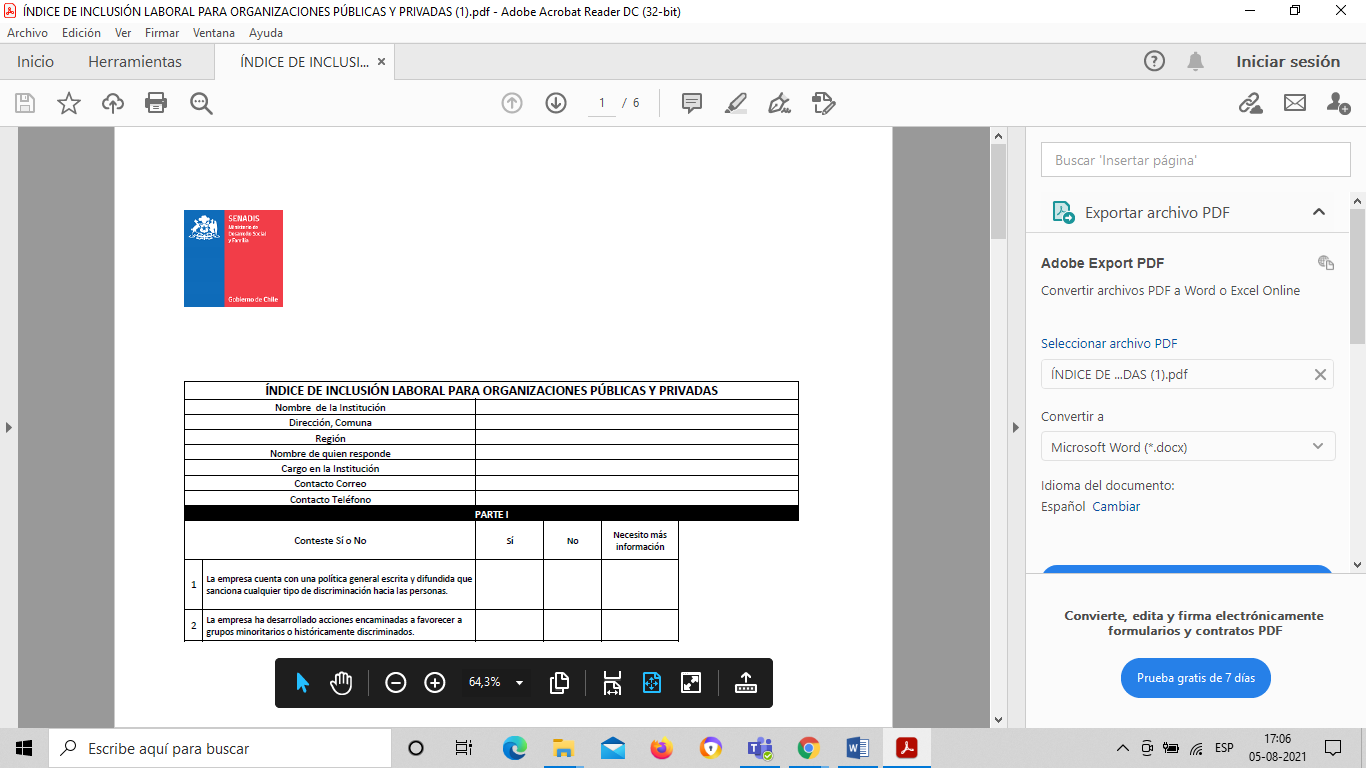 ÍNDICE DE INCLUSIÓN LABORAL PARA ORGANIZACIONES PÚBLICAS Y PRIVADAS (1).pdf - Adobe Acrobat Reader DC (32-bit)
Archivo Edición Ver Firmar Ventana Ayuda
Inicio Herramientas ÍNDICE DE INCLUSI... × Iniciar sesión
1 / 6
Buscar 'Insertar página'
Exportar archivo PDF
Adobe Export PDF
Convertir archivos PDF a Word o Excel Online
Seleccionar archivo PDF
ÍNDICE DE ...DAS (1).pdf
Convertir a
Microsoft Word (*.docx)
Idioma del documento:
Español Cambiar
Convierte, edita y firma electrónicamente
formularios y contratos PDF
Prueba gratis de 7 días
SENADIS
Ministerio de
Desarrollo Social
y Familia
Gobierno de Chile
ÍNDICE DE INCLUSIÓN LABORAL PARA ORGANIZACIONES PÚBLICAS Y PRIVADAS
Nombre de la Institución
Dirección, Comuna
Región
Nombre de quien responde
Cargo en la Institución
Contacto Correo
Contacto Teléfono
PARTE I
Conteste Sí o No Sí No Necesito más
información
1 La empresa cuenta con una política general escrita y difundida que
sanciona cualquier tipo de discriminación hacia las personas.
2 La empresa ha desarrollado acciones encaminadas a favorecer a
grupos minoritarios o históricamente discriminados.
64,3%
Escribe aquí para buscar
ESP
17:06
05-08-2021